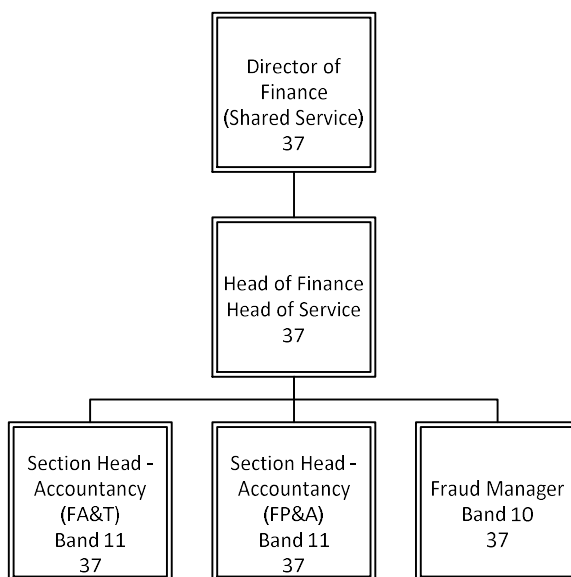 Director of
Finance
(Shared Service)
37
Head of Finance
Head of Service
37
Section Head -
Accountancy
(FA&T)
Band 11
37
Section Head -
Accountancy
(FP&A)
Band 11
37
Fraud Manager
Band 10
37